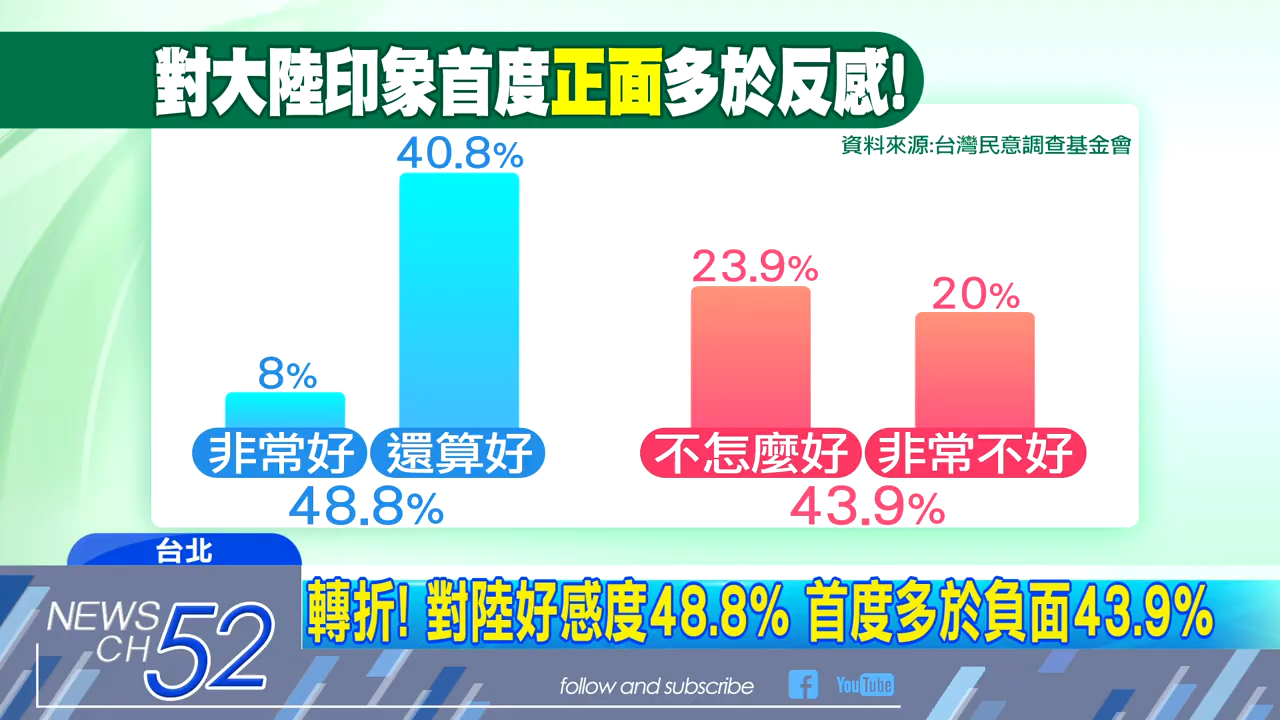 對大陸印象首度正面多於反感!
資料來源:台灣民意調查基金會
40.8%
23.9%
20%
8%
非常好 還算好 不怎麼好 非常不好
48.8% 43.9%
台北
轉折! 對陸好感度48.8% 首度多於負面43.9%
NEWS
CH 52
follow and subscribe
f YouTube